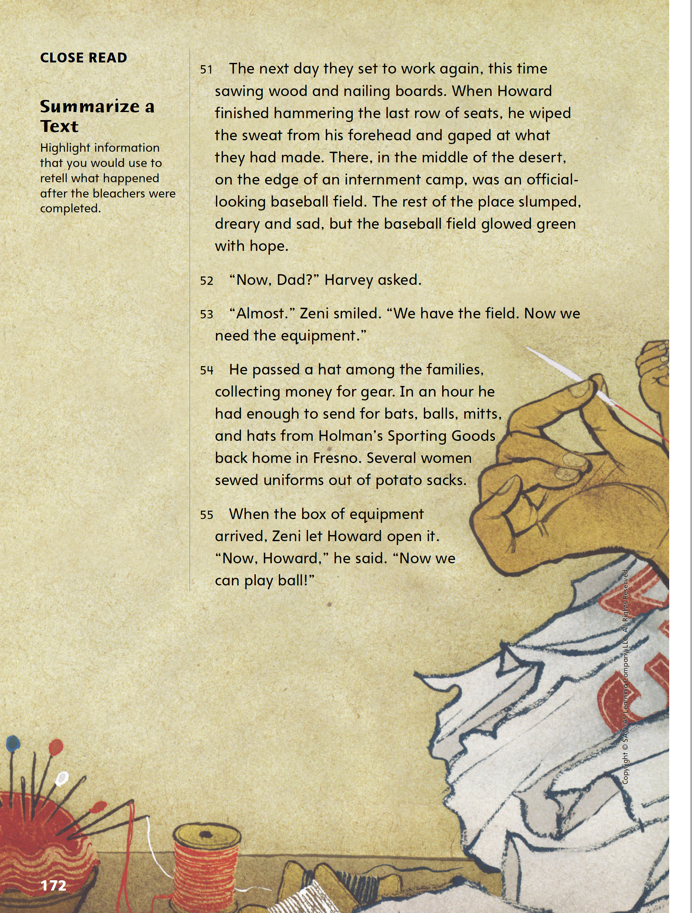 CLOSE READ
Summarize a
Text
Highlight information
that you would use to
retell what happened
after the bleachers were
completed.
51 The next day they set to work again, this time
sawing wood and nailing boards. When Howard
finished hammering the last row of seats, he wiped
the sweat from his forehead and gaped at what
they had made. There, in the middle of the desert,
on the edge of an internment camp, was an official-
looking baseball field. The rest of the place slumped,
dreary and sad, but the baseball field glowed green
with hope.
52 “Now, Dad?” Harvey asked.
53 “Almost.” Zeni smiled. “We have the field. Now we
need the equipment.”
54 He passed a hat among the families,
collecting money for gear. In an hour he
had enough to send for bats, balls, mitts,
and hats from Holman’s Sporting Goods
back home in Fresno. Several women
sewed uniforms out of potato sacks.
55 When the box of equipment
arrived, Zeni let Howard open it.
“Now, Howard,” he said. “Now we
can play ball!”
Copyright © SAVVAS Learning Company LLC. All Rights Reserved.
172